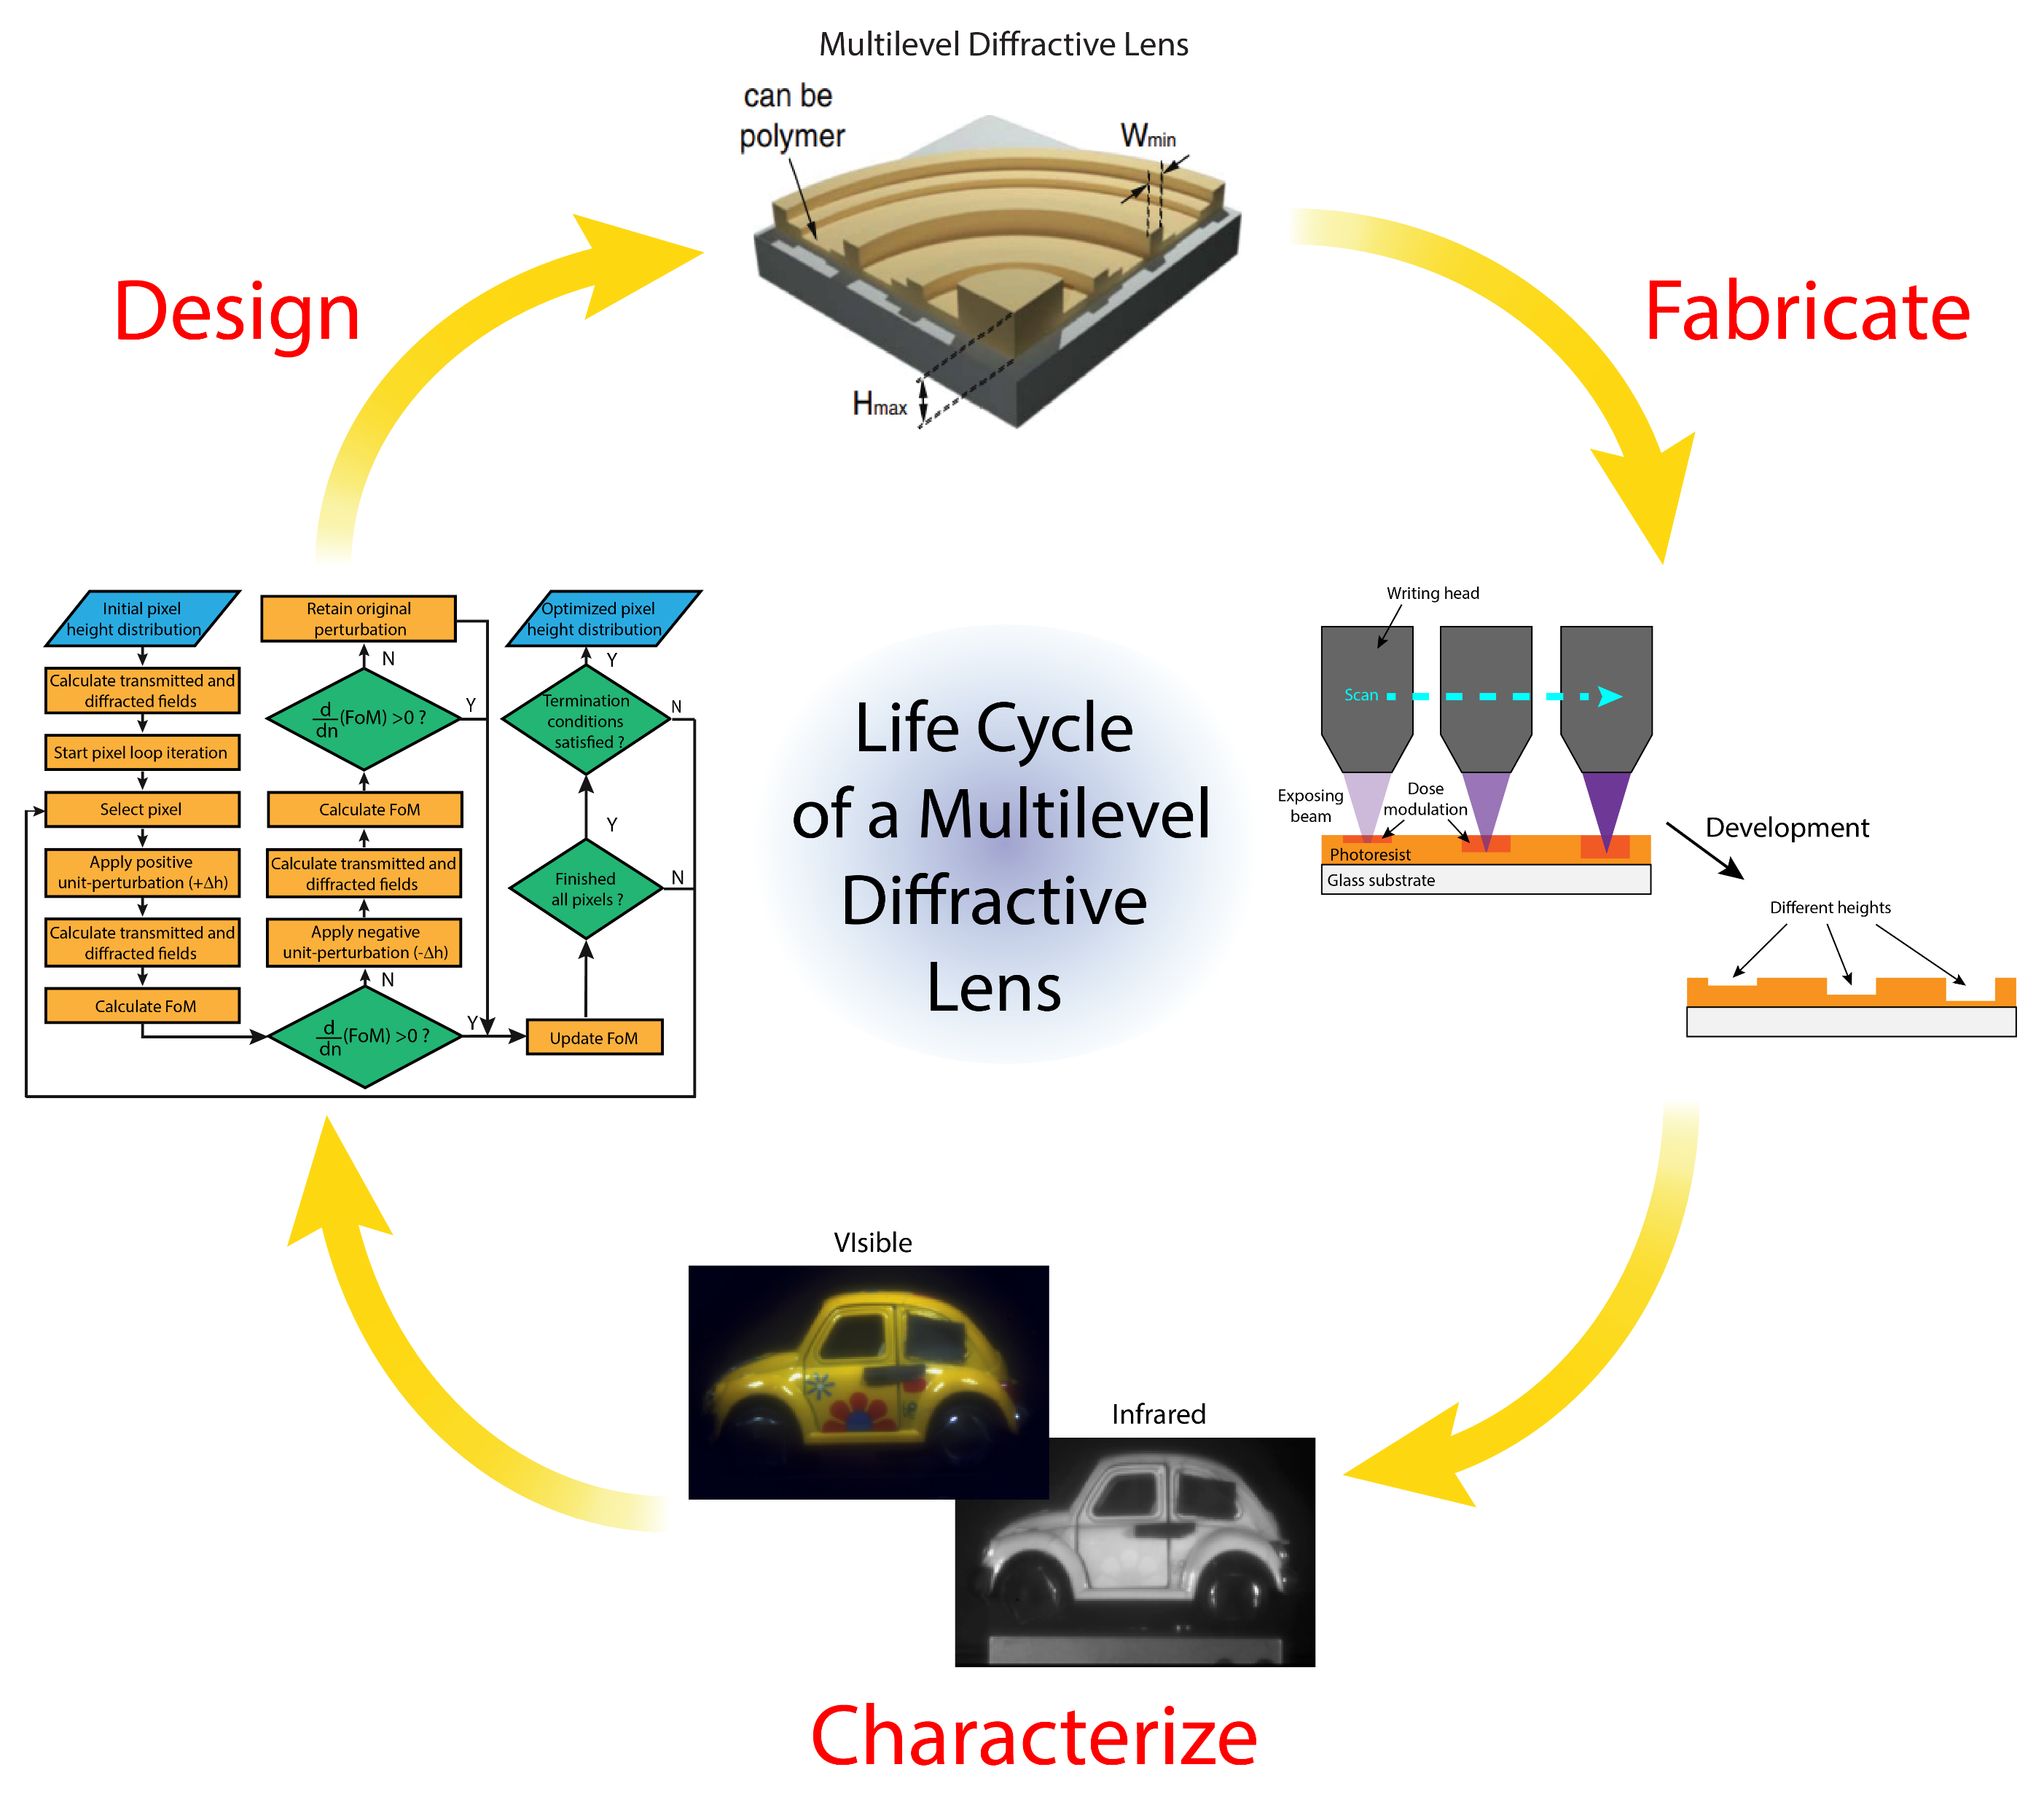 Multilevel Diffractive Lens
can be
polymer
Wmin
Hmax
Design
Fabricate
Initial pixel
height distribution
Calculate transmitted and
diffracted fields
Start pixel loop iteration
Select pixel
Apply positive
unit-perturbation (+Δh)
Calculate transmitted and
diffracted fields
Calculate FoM
Retain original
perturbation
N
d
dn
(FoM) >0 ?
Y
Calculate FoM
Calculate transmitted and
diffracted fields
Apply negative
unit-perturbation (-Δh)
N
d
dn
(FoM) >0 ?
Y
Optimized pixel
height distribution
Y
Termination
conditions
satisfied ?
N
Y
Finished
all pixels ?
N
Update FoM
Life Cycle
of a Multilevel
Diffractive
Lens
Writing head
Scan
Exposing
beam
Dose
modulation
Photoresist
Glass substrate
Development
Different heights
VIsible
Infrared
Characterize